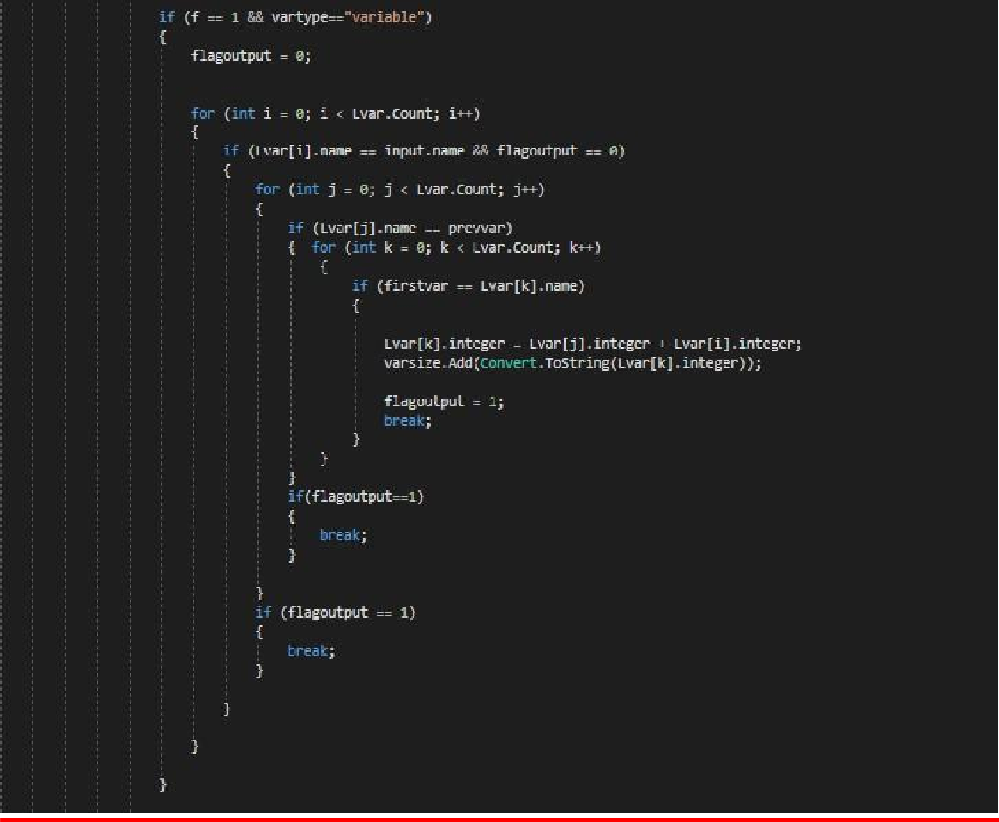 if (f == 1 && vartype=="variable")
{
flagoutput = 0;
for (int i = 0; i < Lvar.Count; i++)
{
if (Lvar[i].name == input.name && flagoutput == 0)
{
for (int j = 0; j < Lvar.Count; j++)
{
if (Lvar[j].name == prevvar)
{ for (int k = 0; k < Lvar.Count; k++)
{
if (firstvar == Lvar[k].name)
{
Lvar[k].integer = Lvar[j].integer + Lvar[i].integer;
varsize.Add(Convert.ToString(Lvar[k].integer));
flagoutput = 1;
break;
}
}
}
if(flagoutput==1)
{
break;
}
}
if (flagoutput == 1)
{
break;
}
}
}
}